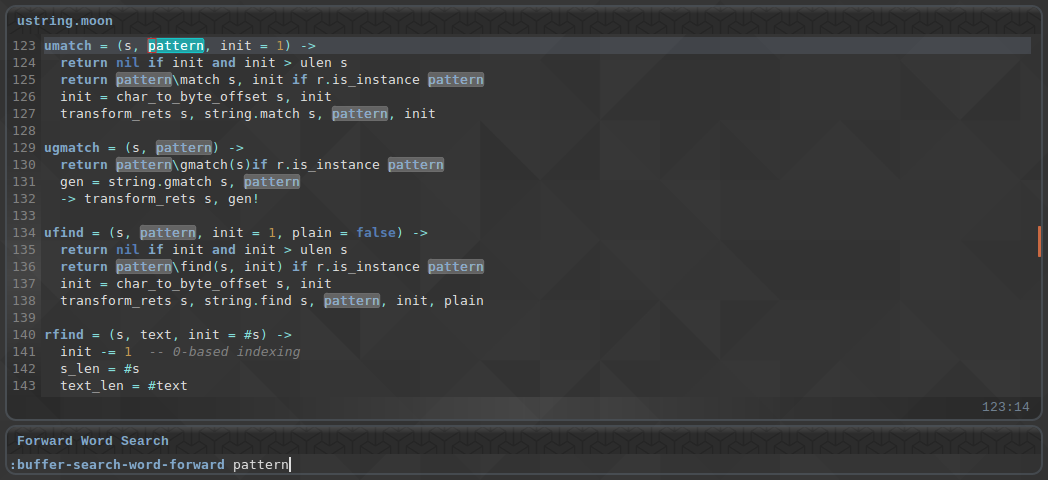 ustring.moon
123 umatch = (s, pattern, init = 1) ->
124   return nil if init and init > ulen s
125   return pattern\match s, init if r.is_instance pattern
126   init = char_to_byte_offset s, init
127   transform_rets s, string.match s, pattern, init
128
129 ugmatch = (s, pattern) ->
130   return pattern\gmatch(s)if r.is_instance pattern
131   gen = string.gmatch s, pattern
132   -> transform_rets s, gen!
133
134 ufind = (s, pattern, init = 1, plain = false) ->
135   return nil if init and init > ulen s
136   return pattern\find(s, init) if r.is_instance pattern
137   init = char_to_byte_offset s, init
138   transform_rets s, string.find s, pattern, init, plain
139
140 rfind = (s, text, init = #s) ->
141   init -= 1  -- 0-based indexing
142   s_len = #s
143   text_len = #text
123:14
Forward Word Search
:buffer-search-word-forward pattern